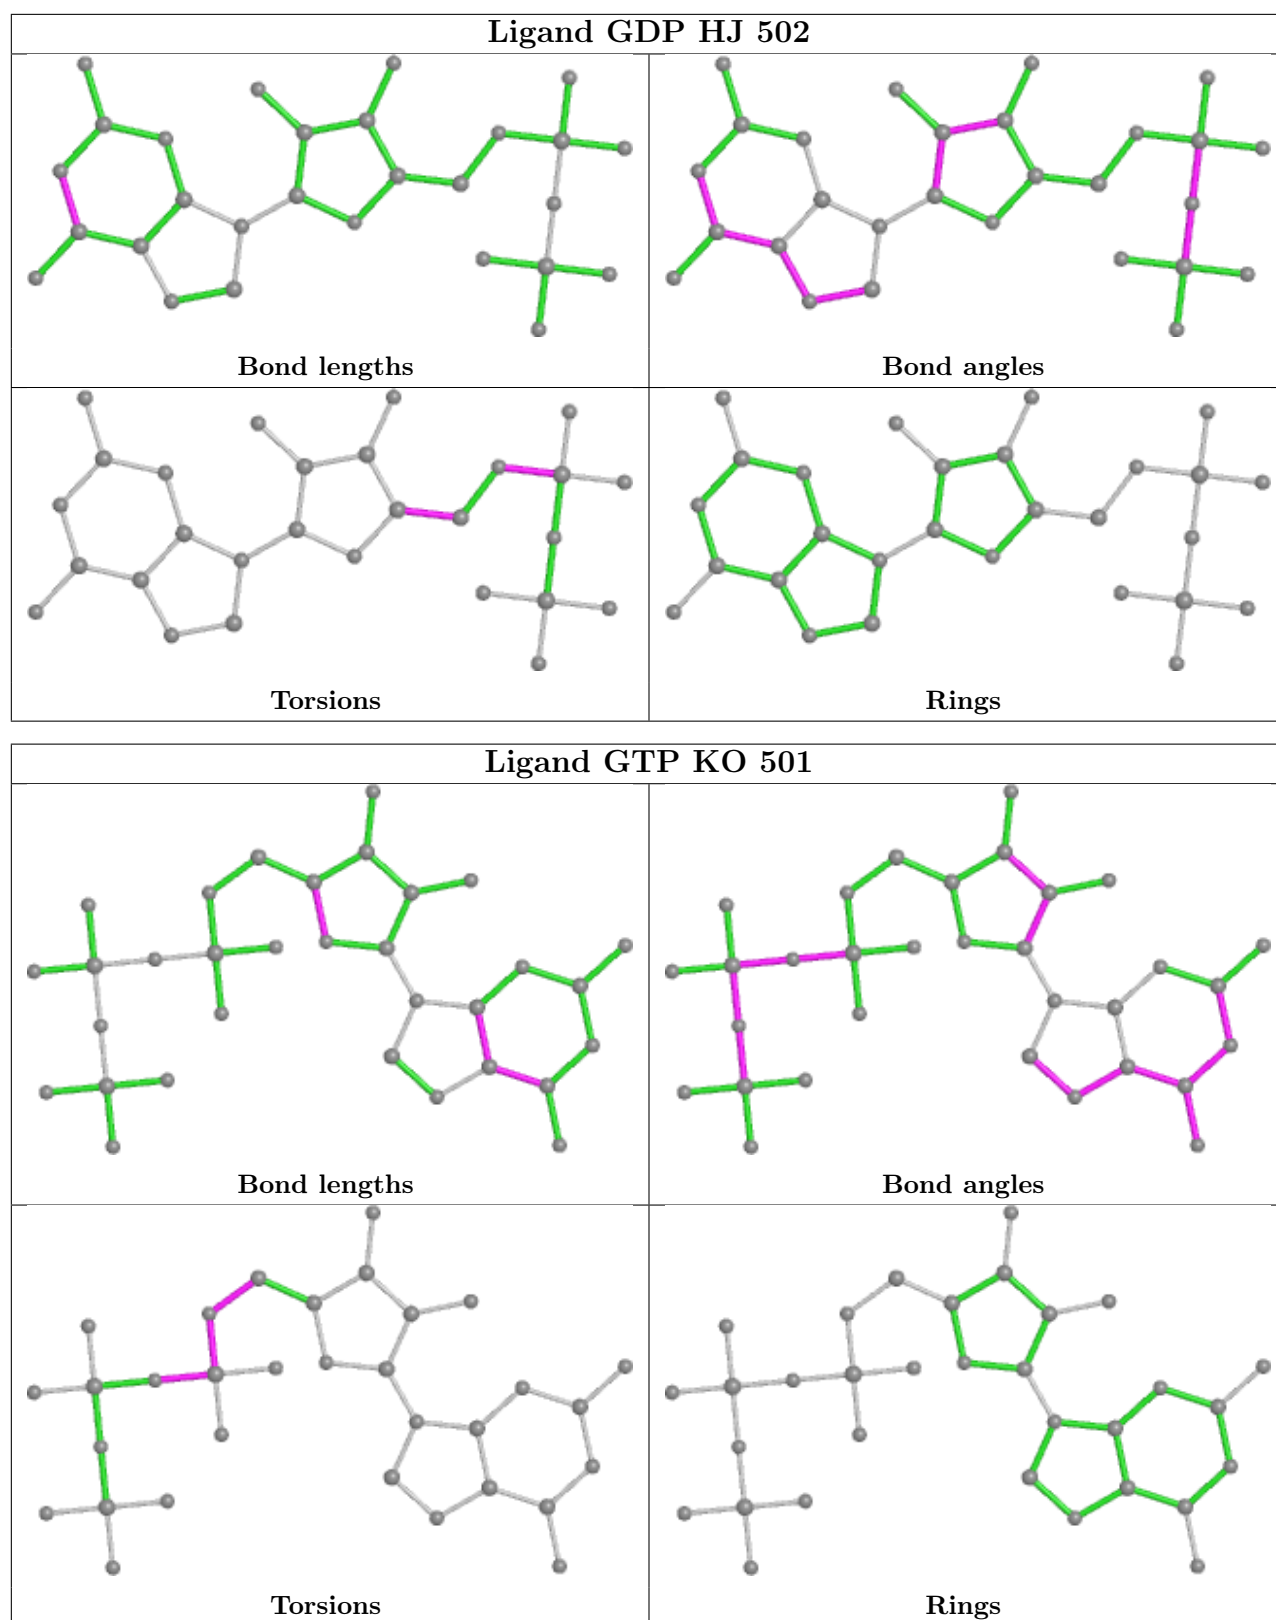 Ligand GDP HJ 502
Bond lengths
Bond angles
Torsions
Rings
Ligand GTP KO 501
Bond lengths
Bond angles
Torsions
Rings